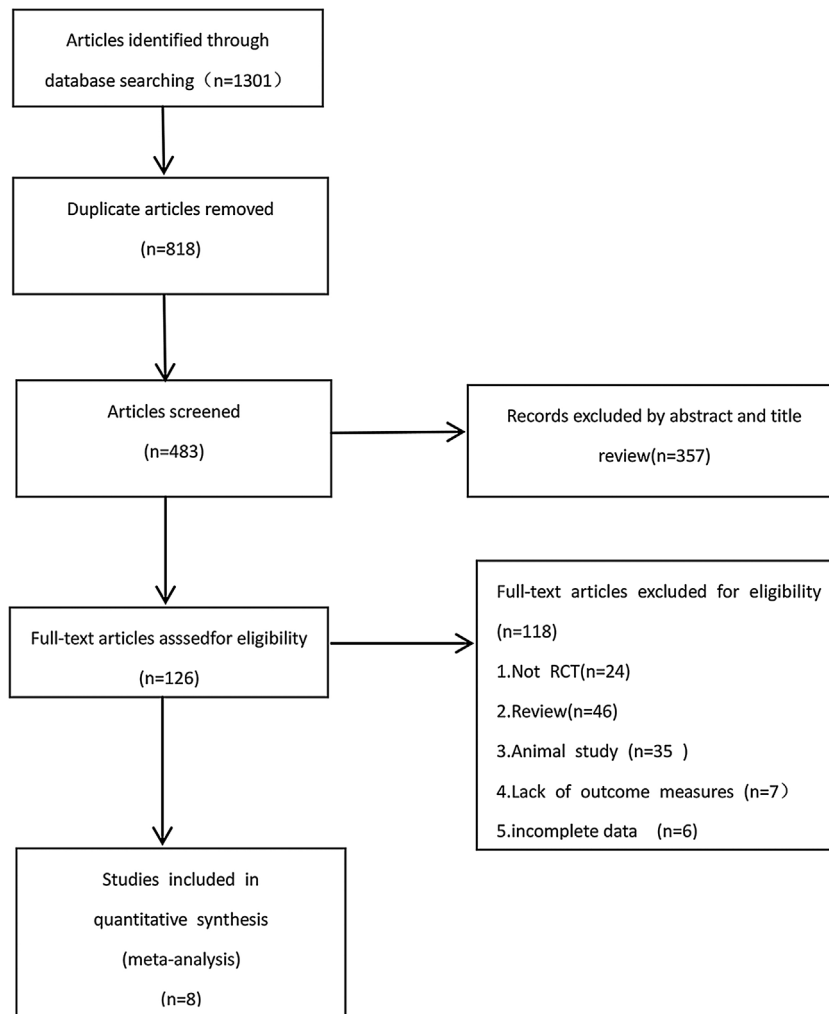 Articles identified through
database searching（n=1301）
Duplicate articles removed
(n=818)
Articles screened
(n=483)
Records excluded by abstract and title
review(n=357)
Full-text articles asssedfor eligibility
(n=126)
Full-text articles excluded for eligibility
(n=118)
1.Not RCT(n=24)
2.Review(n=46)
3.Animal study (n=35 )
4.Lack of outcome measures (n=7）
5.incomplete data (n=6)
Studies included in
quantitative synthesis
(meta-analysis)
(n=8)